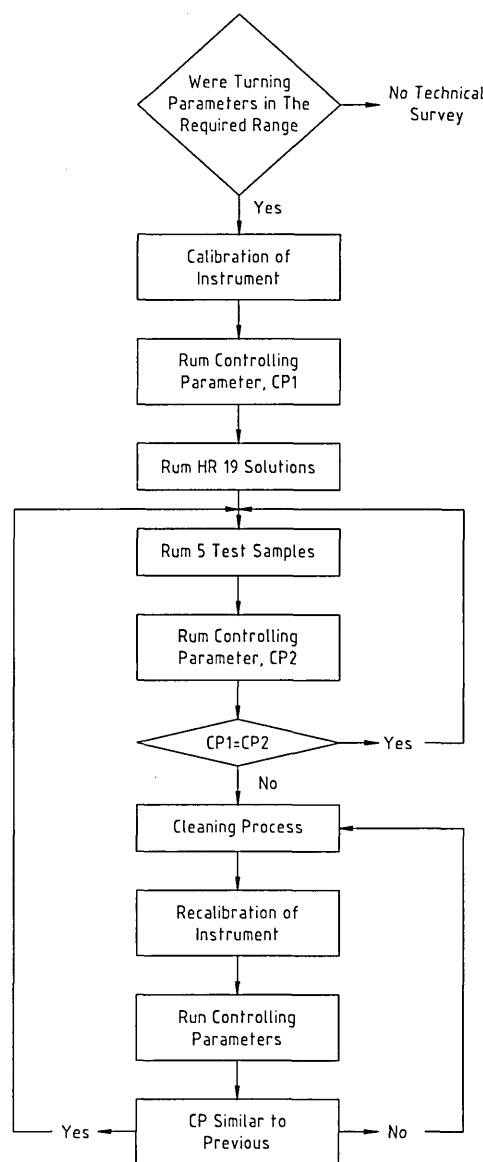 Were Turning
Parameters in The
Required Range
No Technical
Survey
Yes
Calibration of
Instrument
Rum Controlling
Parameter, CP1
Rum HR 19 Solutions
Rum 5 Test Samples
Rum Controlling
Parameter, CP2
CP1=CP2
Yes
No
Cleaning Process
Recalibration of
Instrument
Run Controlling
Parameters
Yes
CP Similar to
Previous
No